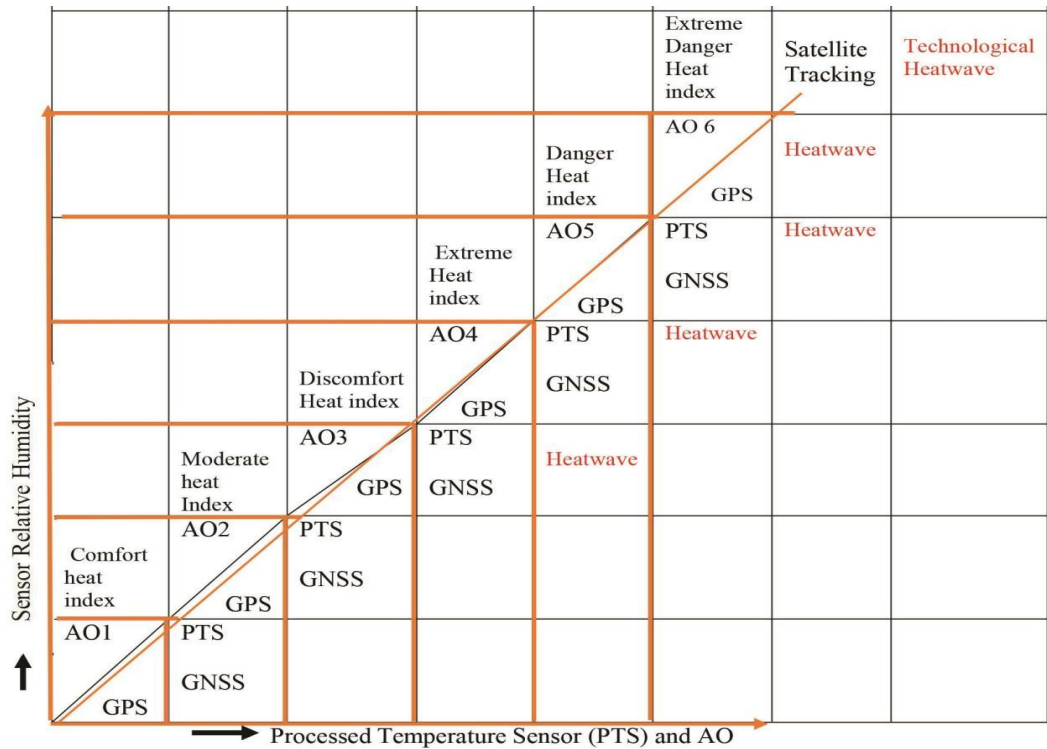 Extreme
Danger
Heat
index
Satellite
Tracking
Technological
Heatwave
AO 6
GPS
Heatwave
Danger
Heat
index
AO5
GPS
PTS
GNSS
Heatwave
Extreme
Heat
index
AO4
GPS
PTS
GNSS
Heatwave
Discomfort
Heat index
AO3
GPS
PTS
GNSS
Heatwave
Moderate
heat
Index
AO2
GPS
PTS
GNSS
Comfort
heat
index
AO1
GPS
PTS
GNSS
Sensor Relative Humidity
Processed Temperature Sensor (PTS) and AO